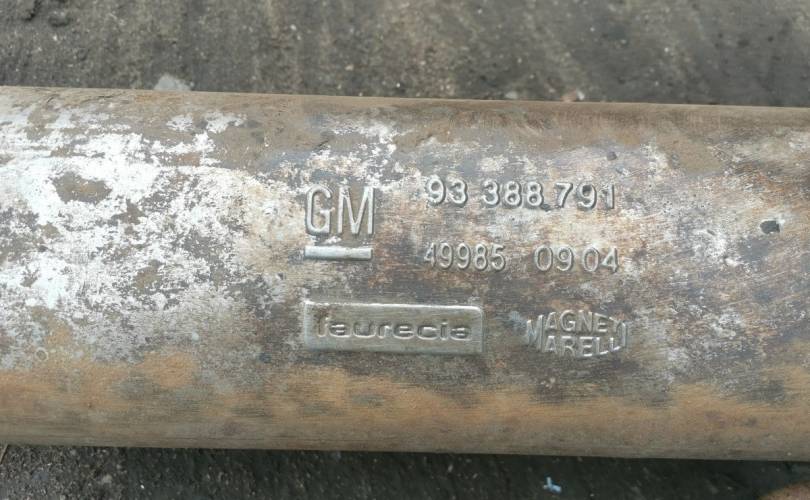 GM
93 388 791
49985 09 04
faurecia
MAGNETI
MARELLI